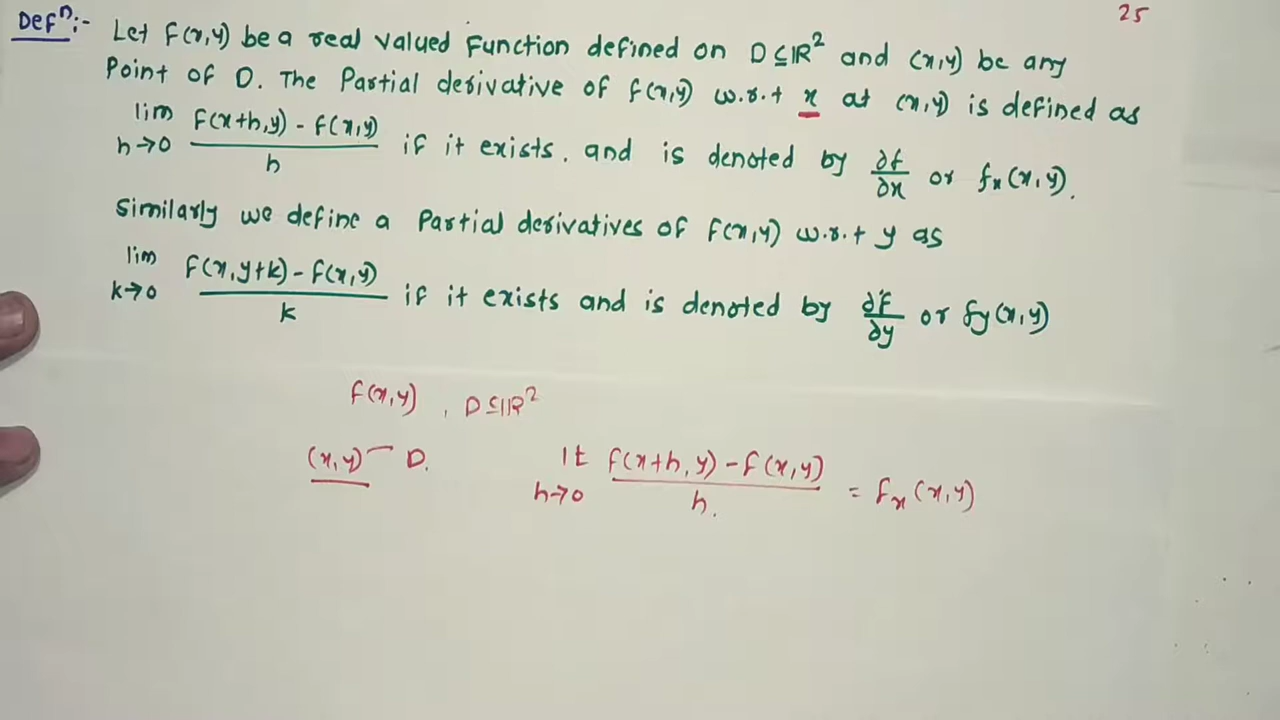 25
Defⁿ:- Let f(x,y) be a real valued function defined on D⊆ℝ² and (x,y) be any
Point of D. The Partial derivative of f(x,y) w.r.t x at (x,y) is defined as
lim h→0 (f(x+h,y) - f(x,y))/h if it exists. and is denoted by ∂f/∂x or fₓ(x,y).
Similarly we define a Partial derivatives of f(x,y) w.r.t y as
lim k→0 (f(x,y+k) - f(x,y))/k if it exists and is denoted by ∂f/∂y or fy(x,y)
f(x,y) , D⊆ℝ²
(x,y) — D. lt h→0 (f(x+h,y) - f(x,y))/h. = fₓ(x,y)